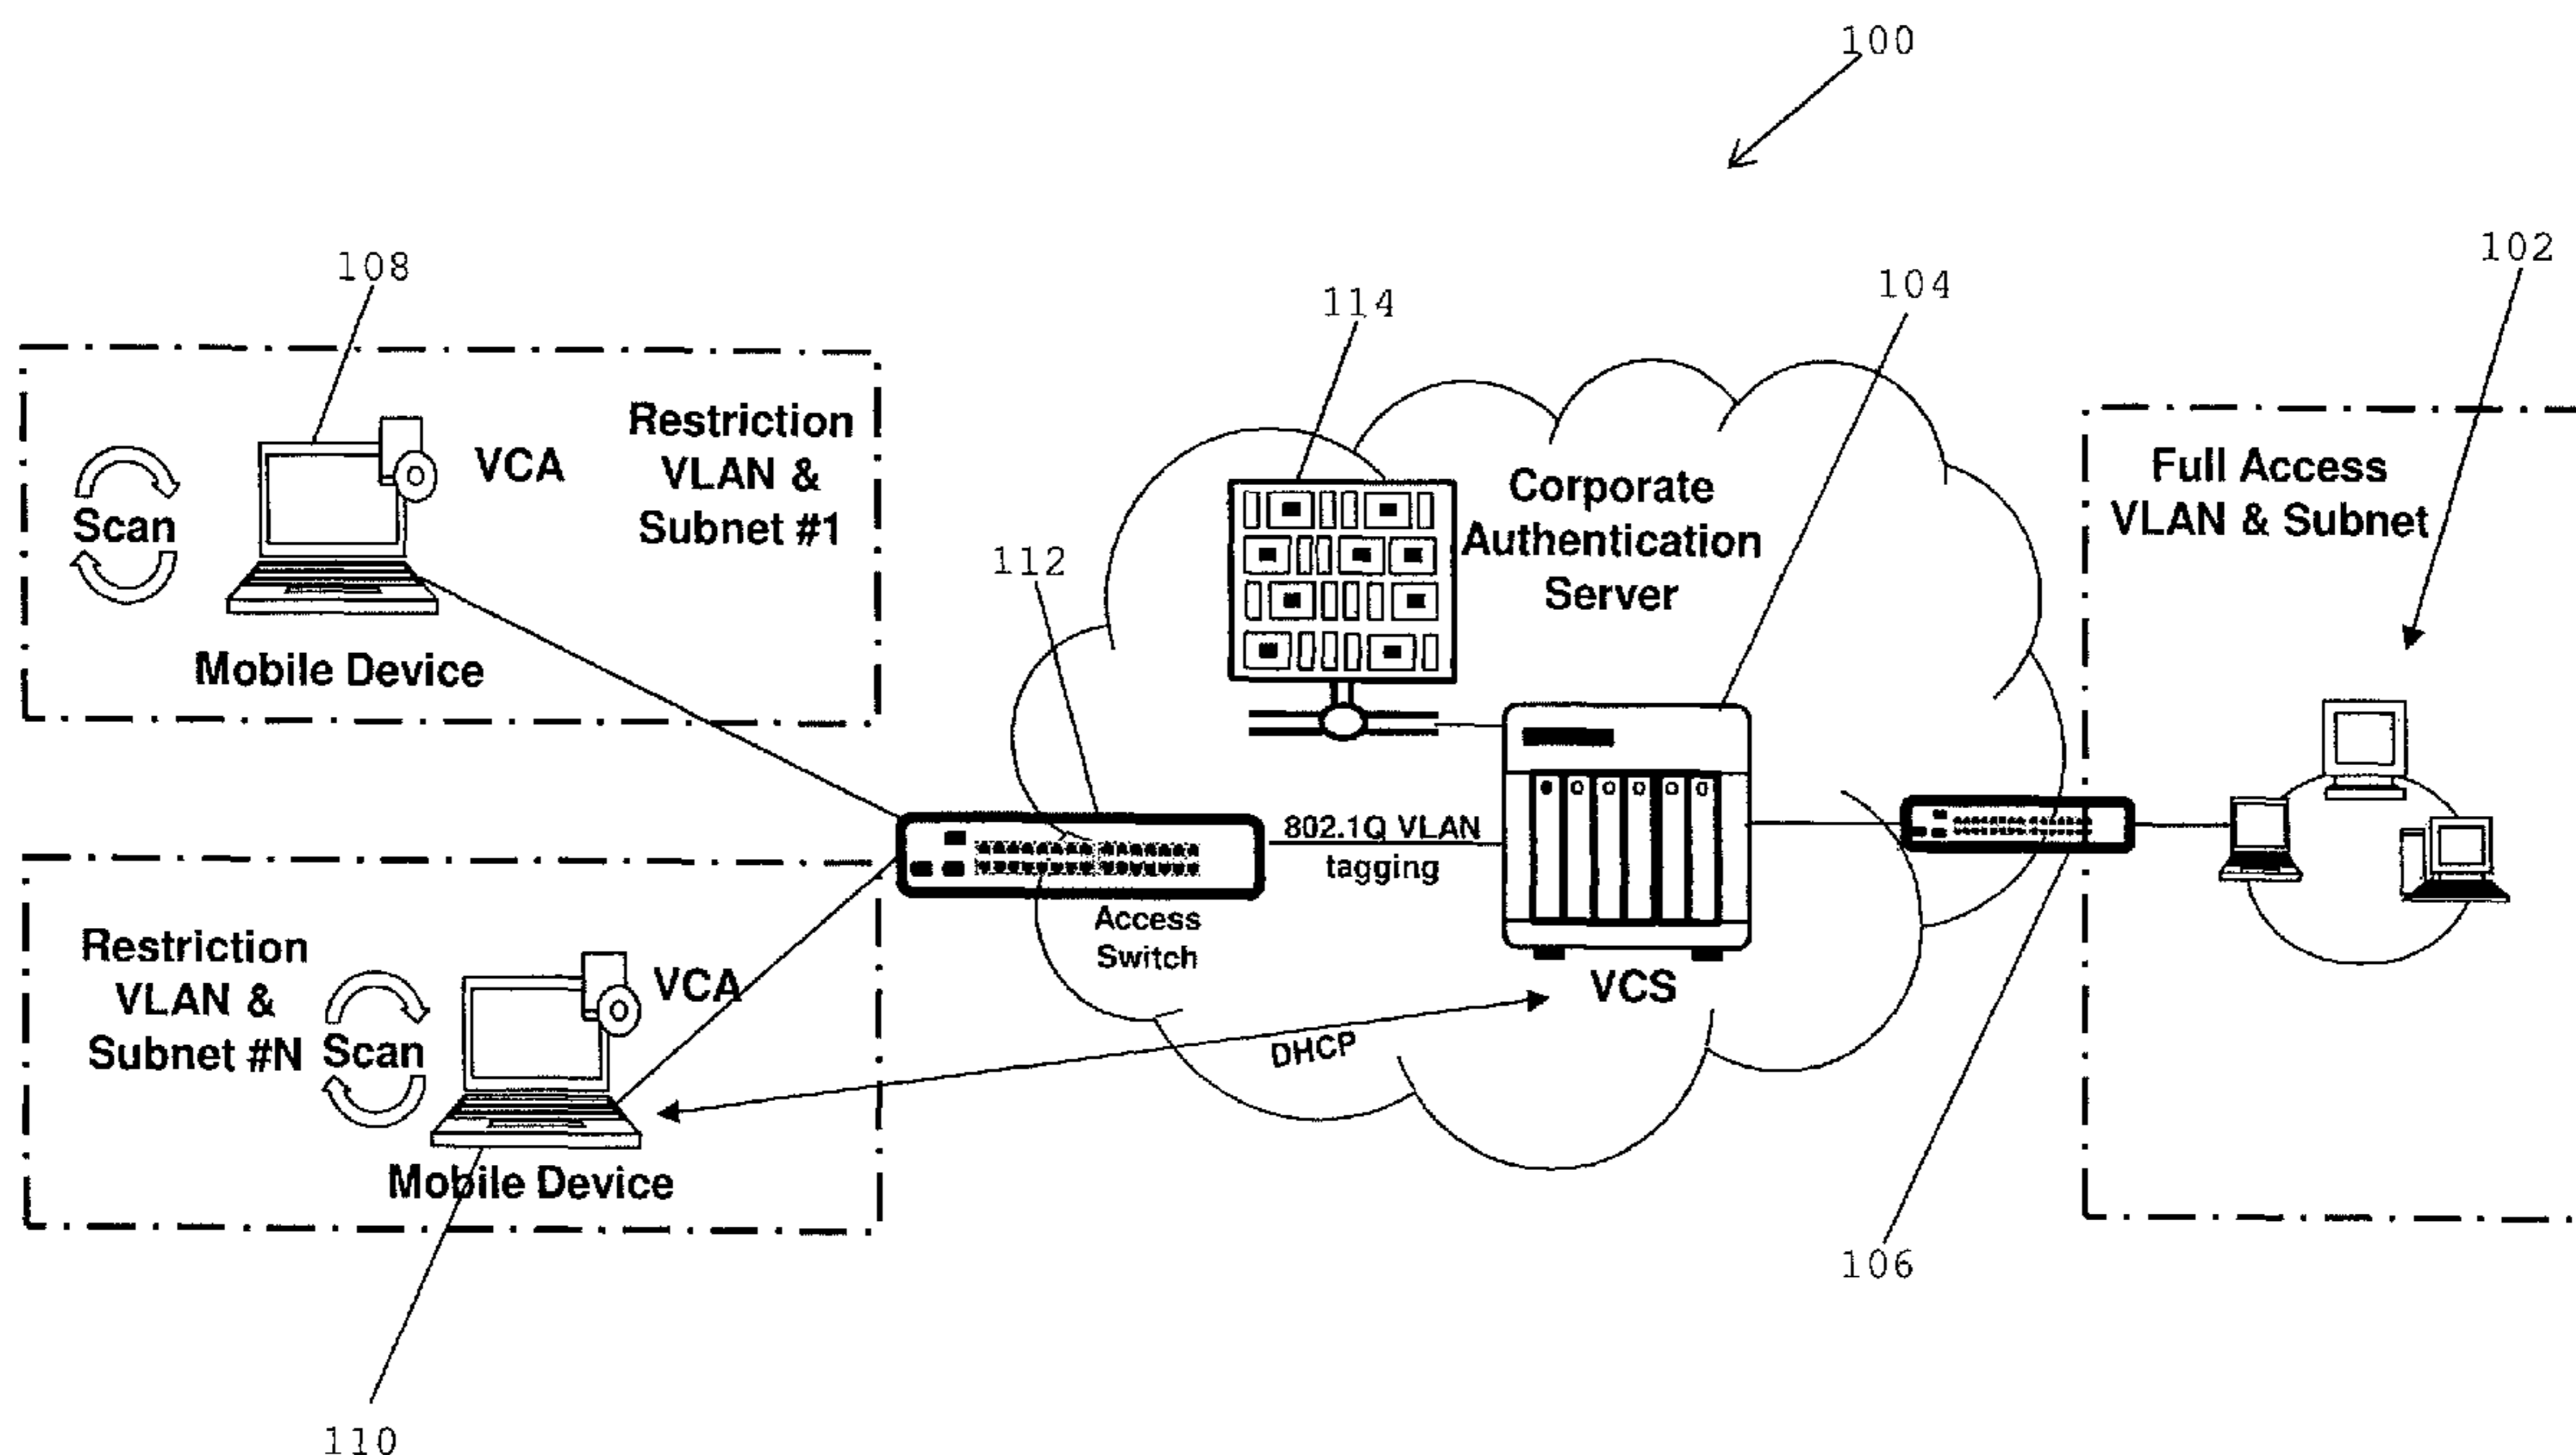 100
102
108
114
104
Restriction
VLAN &
Subnet #1
VCA
Scan
Mobile Device
112
Corporate
Authentication
Server
Full Access
VLAN & Subnet
802.1Q VLAN
tagging
Access
Switch
VCS
DHCP
Restriction
VLAN &
Subnet #N
Scan
VCA
Mobile Device
106
110